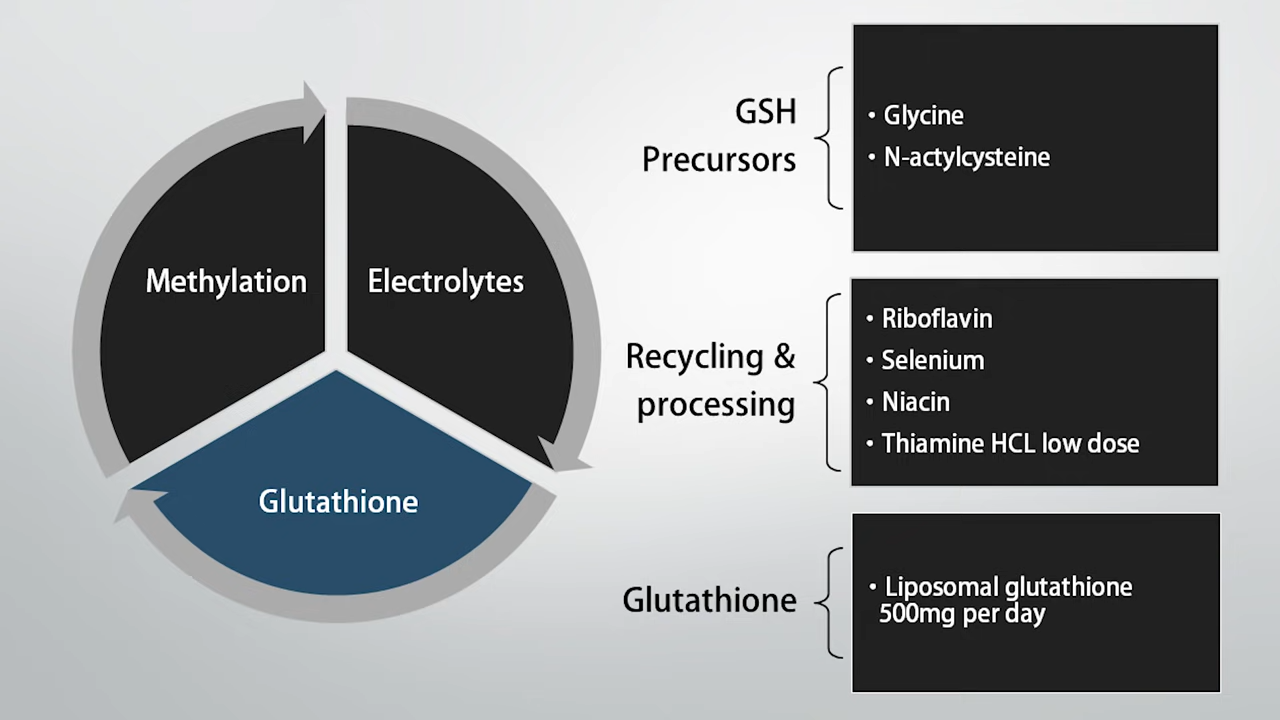 Methylation
Electrolytes
Glutathione
GSH
Precursors
• Glycine
• N-actylcysteine
Recycling &
processing
• Riboflavin
• Selenium
• Niacin
• Thiamine HCL low dose
Glutathione
• Liposomal glutathione
500mg per day